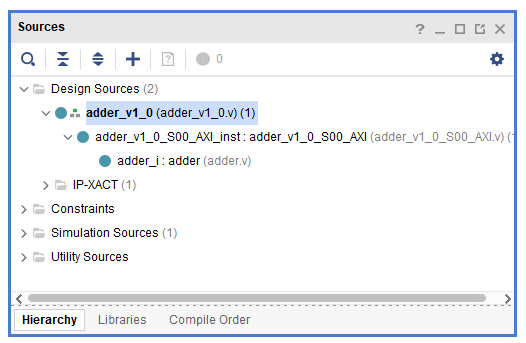 Sources
? 0
Design Sources (2)
adder_v1_0 (adder_v1_0.v) (1)
adder_v1_0_S00_AXI_inst : adder_v1_0_S00_AXI (adder_v1_0_S00_AXI.v) (1
adder_i : adder (adder.v)
IP-XACT (1)
Constraints
Simulation Sources (1)
Utility Sources
Hierarchy Libraries Compile Order